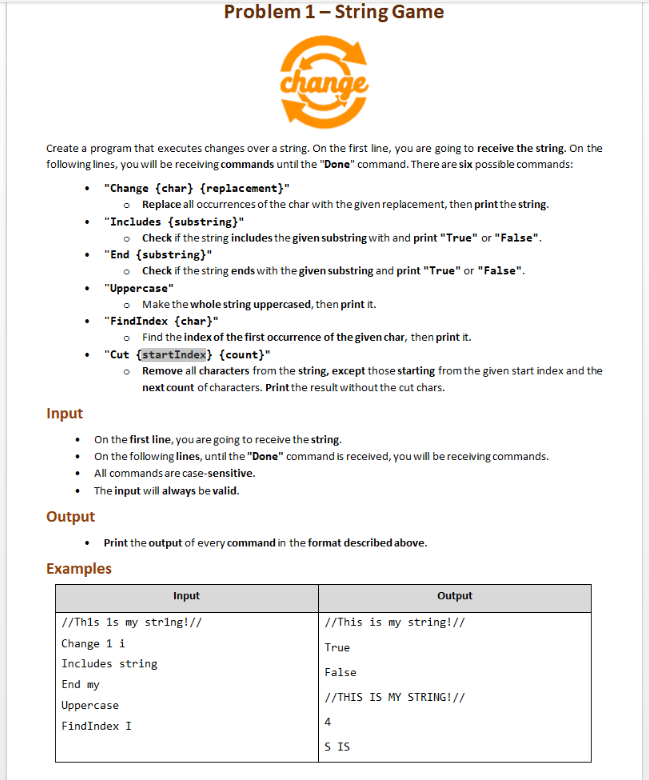 Problem 1 – String Game
change
Create a program that executes changes over a string. On the first line, you are going to receive the string. On the
following lines, you will be receiving commands until the "Done" command. There are six possible commands:
• "Change {char} {replacement}"
o Replace all occurrences of the char with the given replacement, then print the string.
• "Includes {substring}"
o Check if the string includes the given substring with and print "True" or "False".
• "End {substring}"
o Check if the string ends with the given substring and print "True" or "False".
• "Uppercase"
o Make the whole string uppercased, then print it.
• "FindIndex {char}"
o Find the index of the first occurrence of the given char, then print it.
• "Cut {startIndex} {count}"
o Remove all characters from the string, except those starting from the given start index and the
next count of characters. Print the result without the cut chars.
Input
• On the first line, you are going to receive the string.
• On the following lines, until the "Done" command is received, you will be receiving commands.
• All commands are case-sensitive.
• The input will always be valid.
Output
• Print the output of every command in the format described above.
Examples
Input Output
//Th1s 1s my str1ng!// //This is my string!//
Change 1 i True
Includes string False
End my //THIS IS MY STRING!//
Uppercase 4
FindIndex I S IS